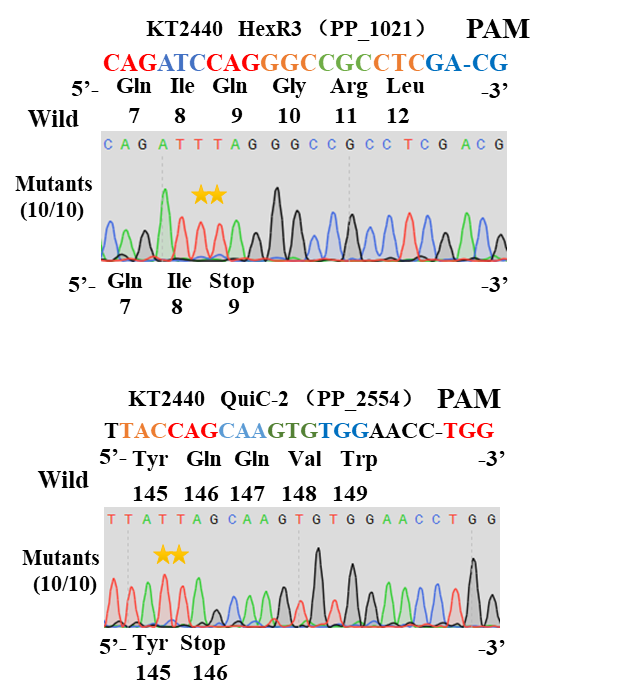 KT2440 HexR3 （PP_1021） PAM
CAGATCCAGGGCCGCCTCGA-CG
5’- Gln Ile Gln Gly Arg Leu -3’
Wild 7 8 9 10 11 12
C A G A T T T A G G G C C G C C T C G A C G
Mutants
(10/10)
5’- Gln Ile Stop -3’
7 8 9
KT2440 QuiC-2 （PP_2554） PAM
TTACCAGCAAGTGTGGAACC-TGG
5’- Tyr Gln Gln Val Trp -3’
Wild
145 146 147 148 149
T T A T T A G C A A G T G T G G A A C C T G G
Mutants
(10/10)
5’- Tyr Stop -3’
145 146